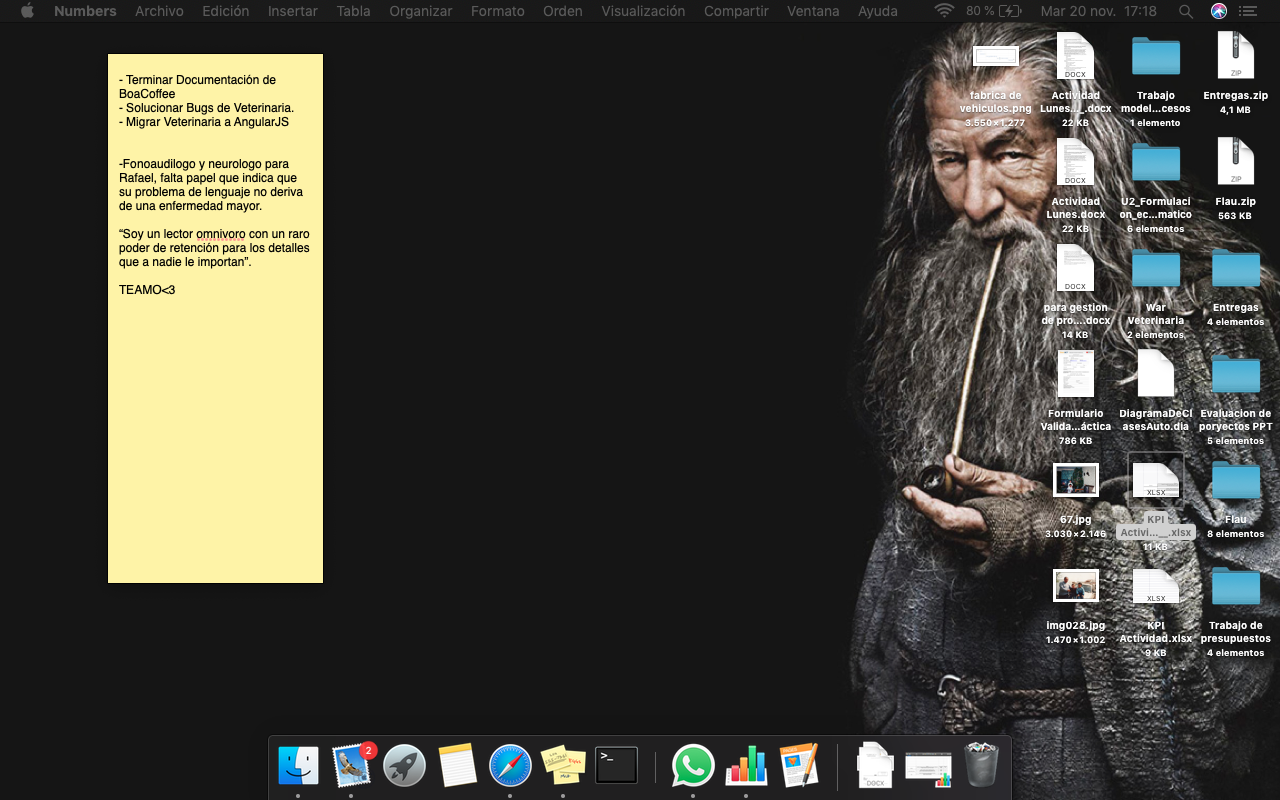 Numbers Archivo Edición Insertar Tabla Organizar Formato Orden Visualización Compartir Ventana Ayuda 80 % Mar 20 nov. 17:18
- Terminar Documentación de
BoaCoffee
- Solucionar Bugs de Veterinaria.
- Migrar Veterinaria a AngularJS
-Fonoaudilogo y neurologo para
Rafael, falta papel que indica que
su problema de lenguaje no deriva
de una enfermedad mayor.
“Soy un lector omnivoro con un raro
poder de retención para los detalles
que a nadie le importan”.
TEAMO<3
fabrica de
vehiculos.png
3.550×1.277
DOCX
Actividad
Lunes..._.docx
22 KB
Trabajo
model...cesos
1 elemento
ZIP
Entregas.zip
4,1 MB
DOCX
Actividad
Lunes.docx
22 KB
U2_Formulaci
on_ec...matico
6 elementos
ZIP
Flau.zip
563 KB
DOCX
para gestion
de pro....docx
14 KB
War
Veterinaria
2 elementos
Entregas
4 elementos
Formulario
Valida...áctica
786 KB
DiagramaDeCl
asesAuto.dia
Evaluacion de
poryectos PPT
5 elementos
67.jpg
3.030×2.146
XLSX
KPI
Activi...__.xlsx
11 KB
Flau
8 elementos
img028.jpg
1.470×1.002
XLSX
KPI
Actividad.xlsx
9 KB
Trabajo de
presupuestos
4 elementos
2
>_
PAGES
DOCX